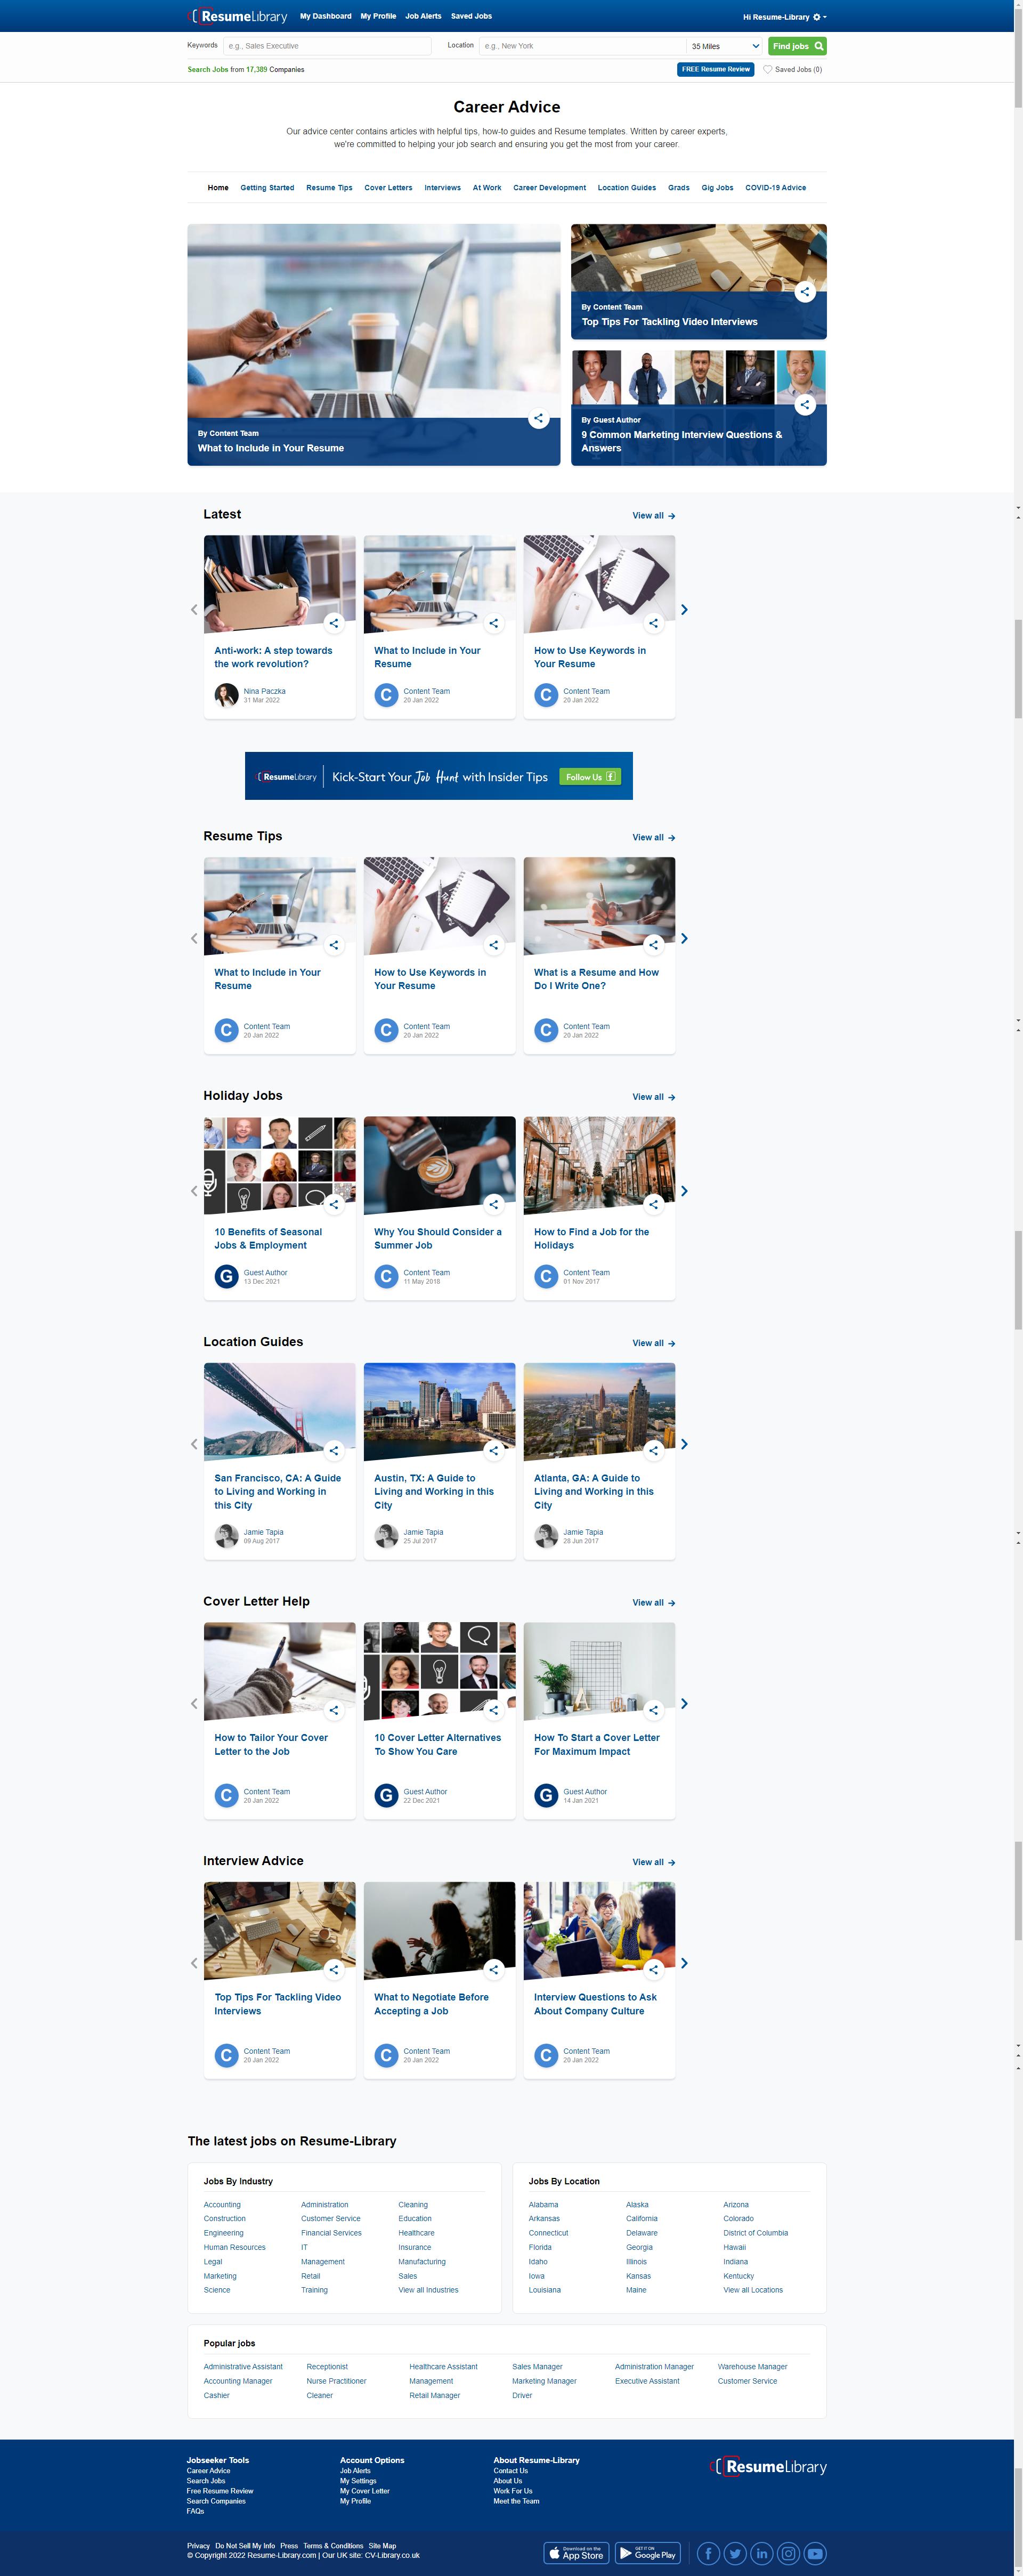 ResumeLibrary My Dashboard My Profile Job Alerts Saved Jobs Hi Resume-Library
Keywords e.g., Sales Executive Location e.g., New York 35 Miles Find jobs
Search Jobs from 17,389 Companies FREE Resume Review Saved Jobs (0)
Career Advice
Our advice center contains articles with helpful tips, how-to guides and Resume templates. Written by career experts,
we're committed to helping your job search and ensuring you get the most from your career.
Home Getting Started Resume Tips Cover Letters Interviews At Work Career Development Location Guides Grads Gig Jobs COVID-19 Advice
By Content Team
What to Include in Your Resume
By Content Team
Top Tips For Tackling Video Interviews
By Guest Author
9 Common Marketing Interview Questions &
Answers
Latest View all
Anti-work: A step towards
the work revolution?
Nina Paczka
31 Mar 2022
What to Include in Your
Resume
C Content Team
20 Jan 2022
How to Use Keywords in
Your Resume
C Content Team
20 Jan 2022
ResumeLibrary Kick-Start Your Job Hunt with Insider Tips Follow Us
Resume Tips View all
What to Include in Your
Resume
C Content Team
20 Jan 2022
How to Use Keywords in
Your Resume
C Content Team
20 Jan 2022
What is a Resume and How
Do I Write One?
C Content Team
20 Jan 2022
Holiday Jobs View all
10 Benefits of Seasonal
Jobs & Employment
G Guest Author
13 Dec 2021
Why You Should Consider a
Summer Job
C Content Team
11 May 2018
How to Find a Job for the
Holidays
C Content Team
01 Nov 2017
Location Guides View all
San Francisco, CA: A Guide
to Living and Working in
this City
Jamie Tapia
09 Aug 2017
Austin, TX: A Guide to
Living and Working in this
City
Jamie Tapia
25 Jul 2017
Atlanta, GA: A Guide to
Living and Working in this
City
Jamie Tapia
28 Jun 2017
Cover Letter Help View all
How to Tailor Your Cover
Letter to the Job
C Content Team
20 Jan 2022
10 Cover Letter Alternatives
To Show You Care
G Guest Author
22 Dec 2021
How To Start a Cover Letter
For Maximum Impact
G Guest Author
14 Jan 2021
Interview Advice View all
Top Tips For Tackling Video
Interviews
C Content Team
20 Jan 2022
What to Negotiate Before
Accepting a Job
C Content Team
20 Jan 2022
Interview Questions to Ask
About Company Culture
C Content Team
20 Jan 2022
The latest jobs on Resume-Library
Jobs By Industry
Accounting Administration Cleaning
Construction Customer Service Education
Engineering Financial Services Healthcare
Human Resources IT Insurance
Legal Management Manufacturing
Marketing Retail Sales
Science Training View all Industries
Jobs By Location
Alabama Alaska Arizona
Arkansas California Colorado
Connecticut Delaware District of Columbia
Florida Georgia Hawaii
Idaho Illinois Indiana
Iowa Kansas Kentucky
Louisiana Maine View all Locations
Popular jobs
Administrative Assistant Receptionist Healthcare Assistant Sales Manager Administration Manager Warehouse Manager
Accounting Manager Nurse Practitioner Management Marketing Manager Executive Assistant Customer Service
Cashier Cleaner Retail Manager Driver
Jobseeker Tools
Career Advice
Search Jobs
Free Resume Review
Search Companies
FAQs
Account Options
Job Alerts
My Settings
My Cover Letter
My Profile
About Resume-Library
Contact Us
About Us
Work For Us
Meet the Team
ResumeLibrary
Privacy Do Not Sell My Info Press Terms & Conditions Site Map
© Copyright 2022 Resume-Library.com | Our UK site: CV-Library.co.uk
Download on the
App Store
GET IT ON
Google Play